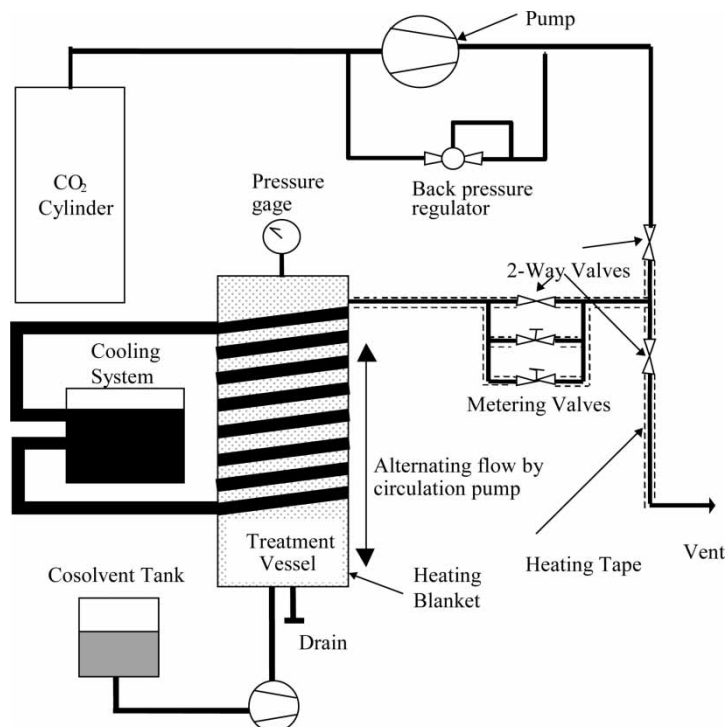 Pump
CO2
Cylinder
Pressure
gage
Back pressure
regulator
2-Way Valves
Cooling
System
Metering Valves
Alternating flow by
circulation pump
Treatment
Vessel
Heating
Blanket
Heating Tape
Vent
Cosolvent Tank
Drain